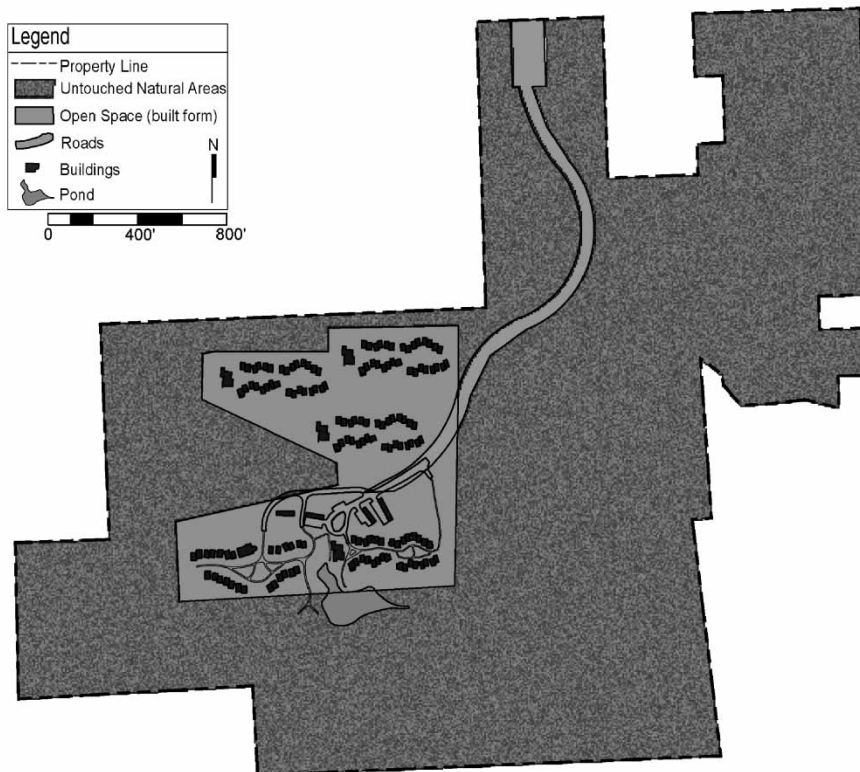 Legend
Property Line
Untouched Natural Areas
Open Space (built form)
Roads
N
Buildings
Pond
0 400' 800'